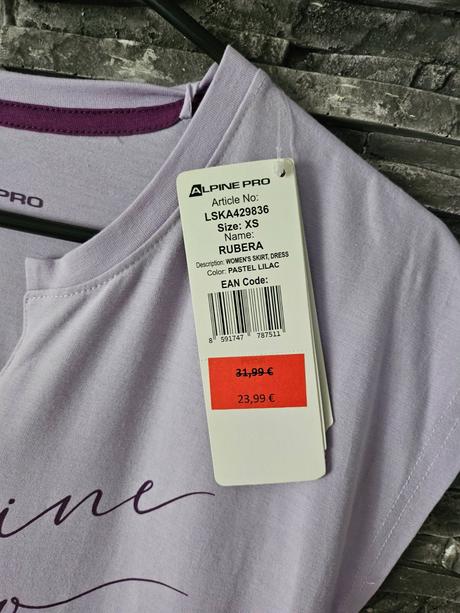 PRO
ALPINE PRO
Article No:
LSKA429836
Size: XS
Name:
RUBERA
Description: WOMEN'S SKIRT, DRESS
Color: PASTEL LILAC
EAN Code:
8 591747 787511
31,99 €
23,99 €
ine